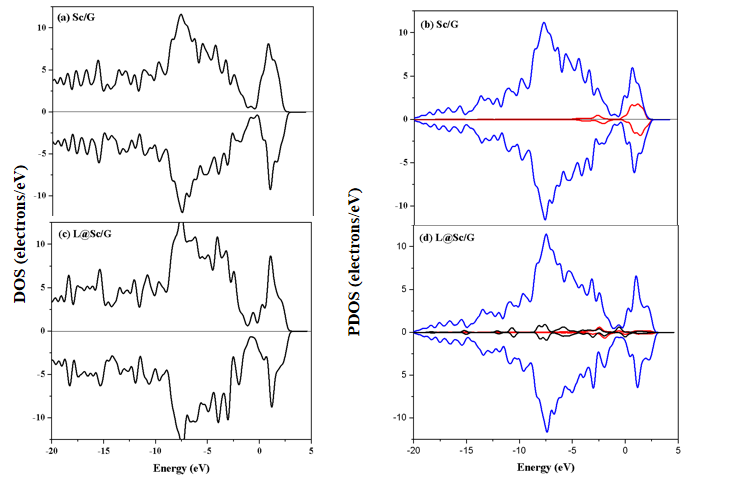 (a) Sc/G
10
5
0
-5
-10
(b) Sc/G
10
5
0
-5
-10
DOS (electrons/eV)
PDOS (electrons/eV)
(c) L@Sc/G
10
5
0
-5
-10
-20 -15 -10 -5 0 5
Energy (eV)
(d) L@Sc/G
10
5
0
-5
-10
-20 -15 -10 -5 0 5
Energy (eV)